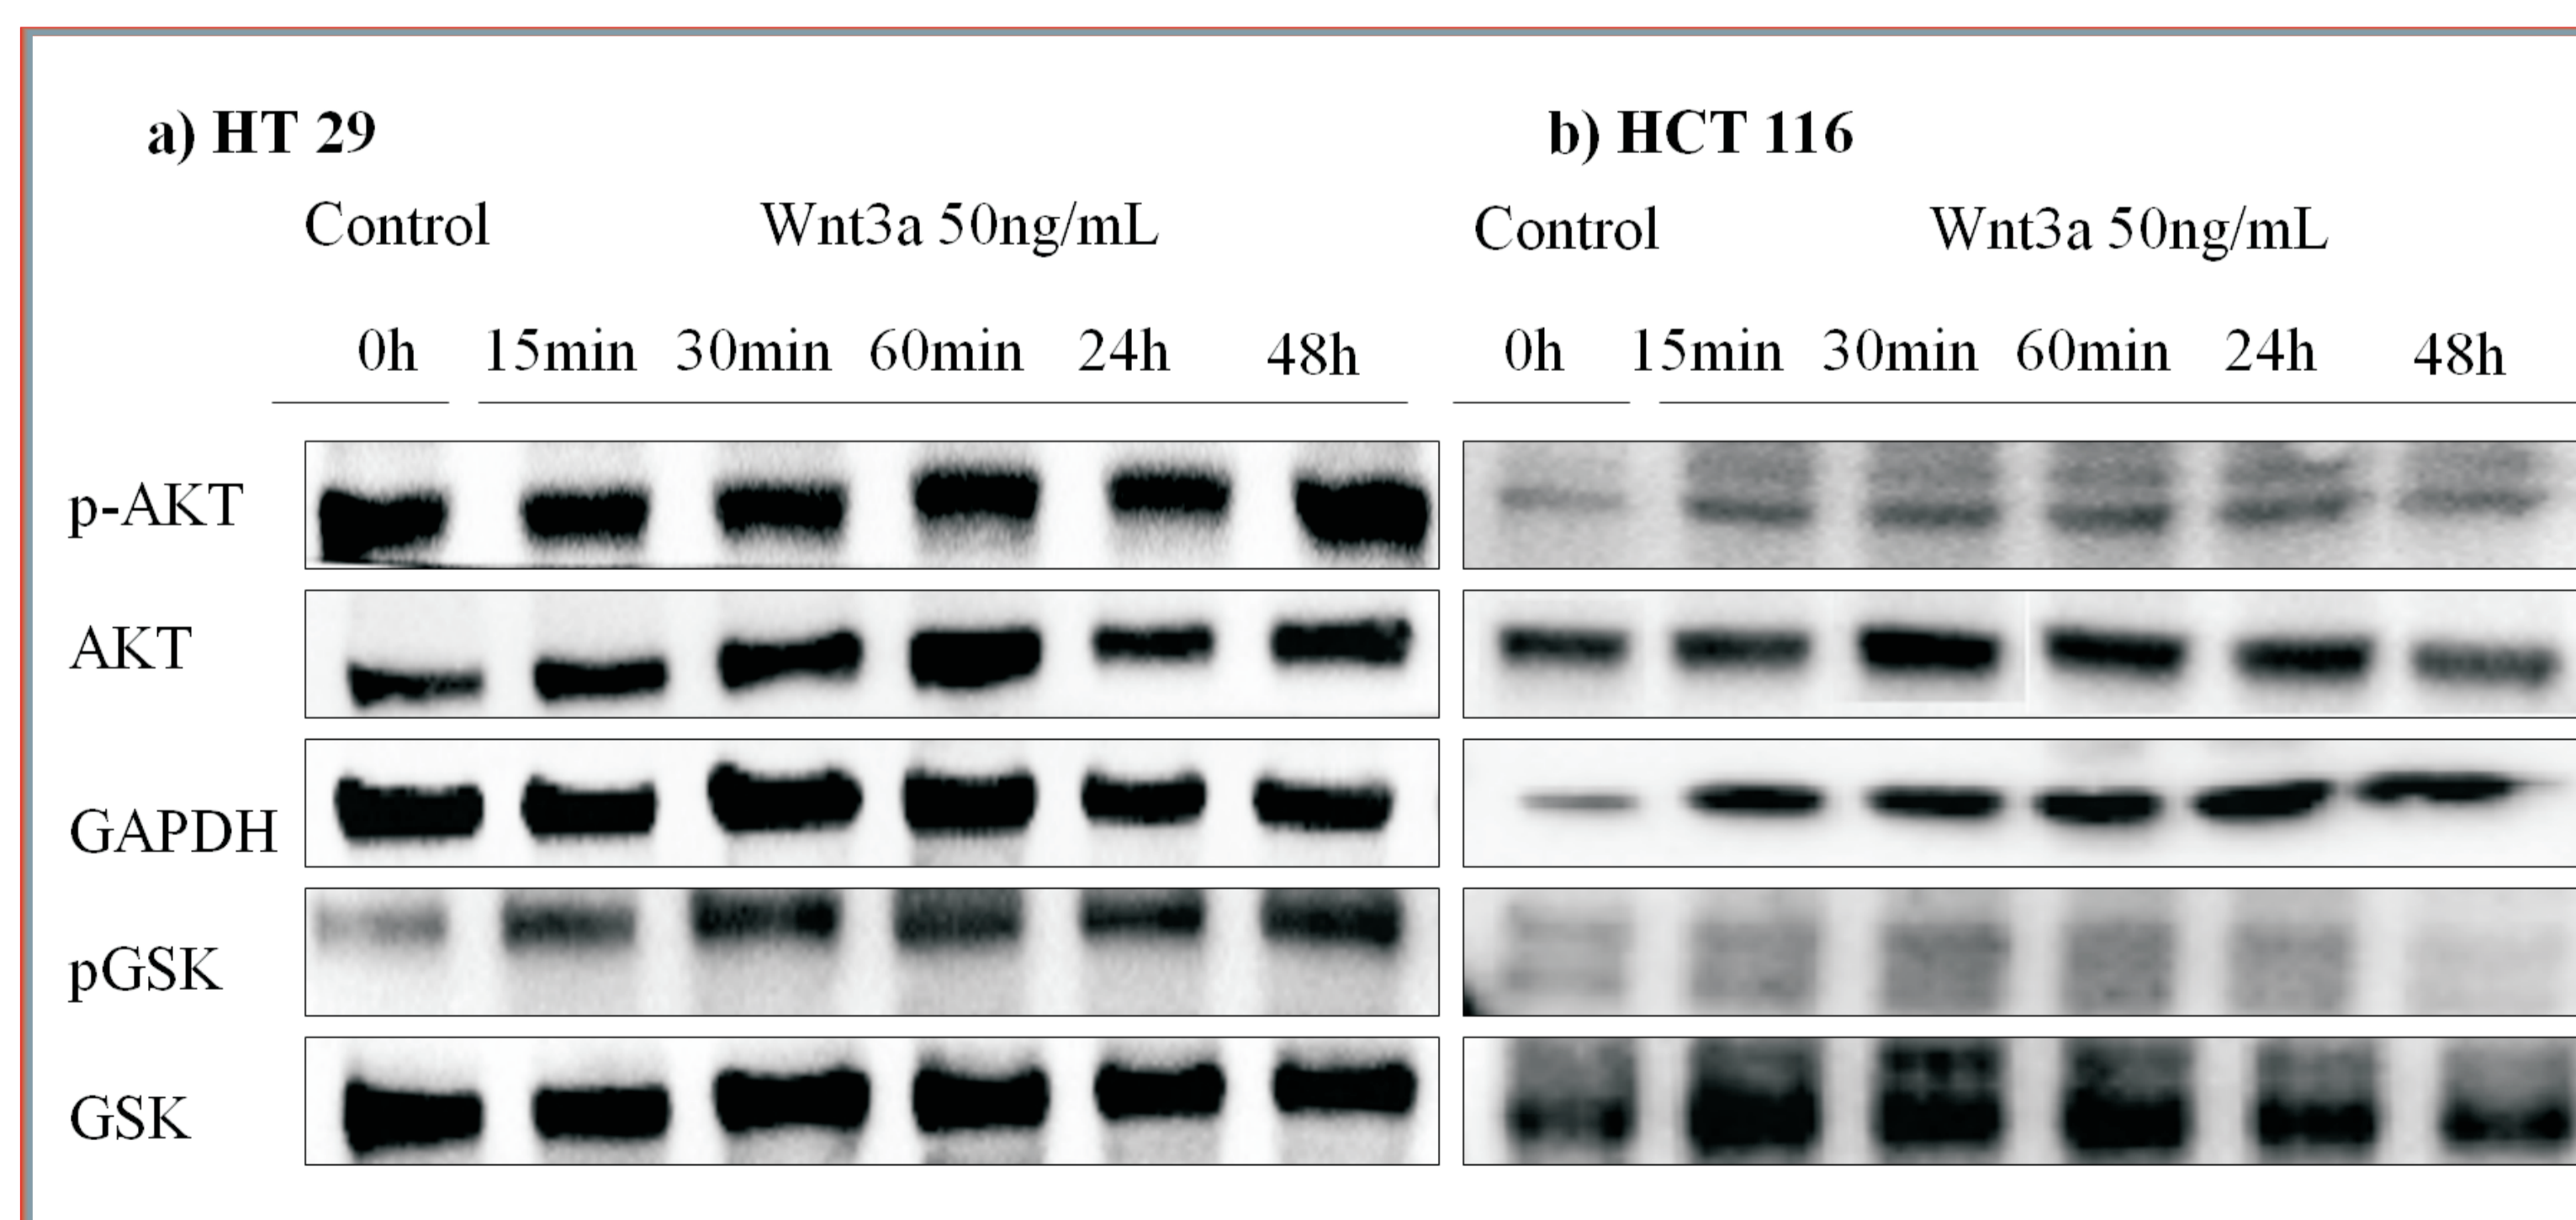 a) HT 29 b) HCT 116
Control Wnt3a 50ng/mL Control Wnt3a 50ng/mL
0h 15min 30min 60min 24h 48h 0h 15min 30min 60min 24h 48h
p-AKT
AKT
GAPDH
pGSK
GSK